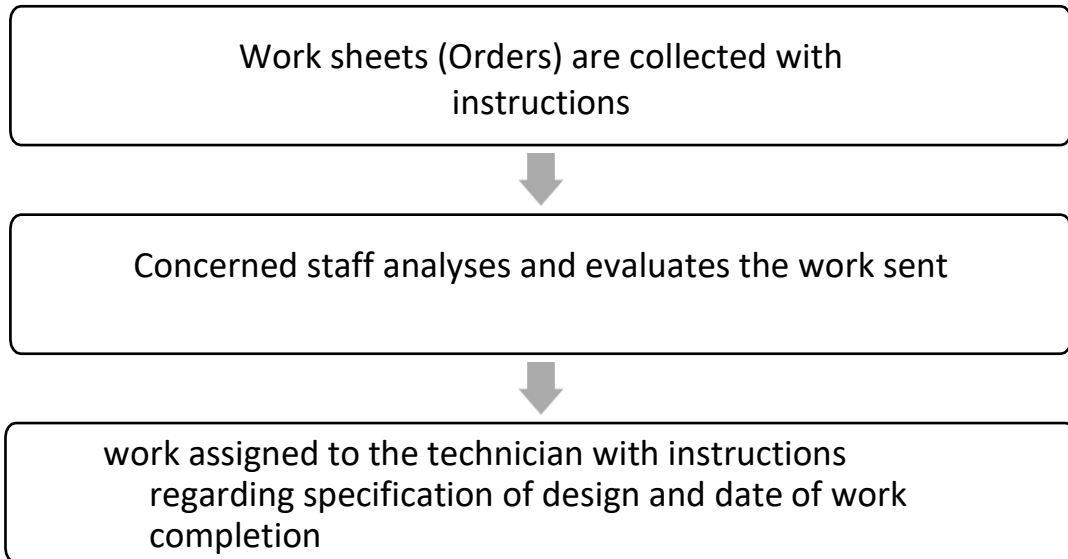 Work sheets (Orders) are collected with
instructions
Concerned staff analyses and evaluates the work sent
work assigned to the technician with instructions
regarding specification of design and date of work
completion